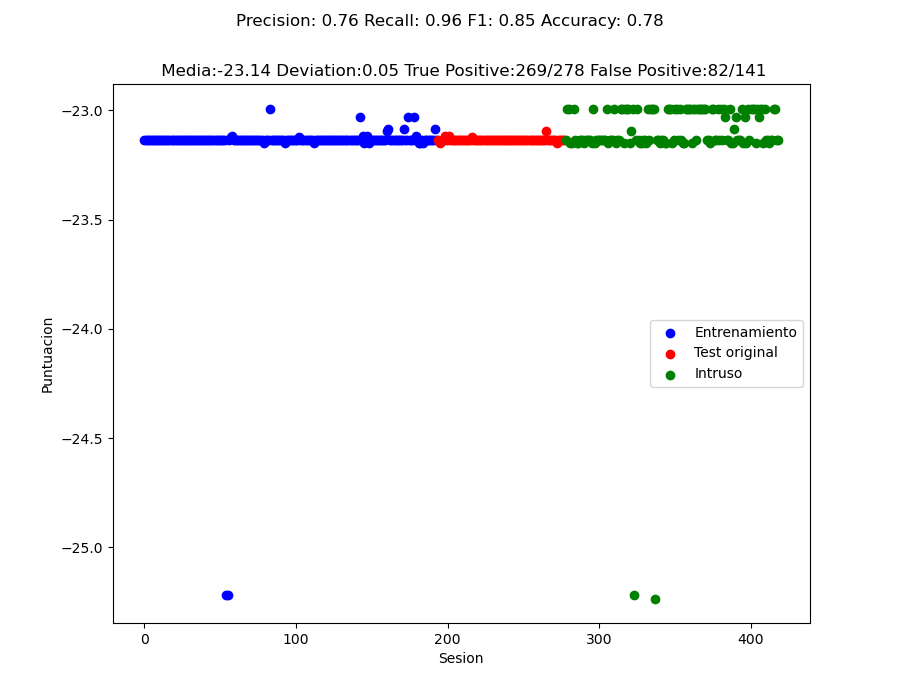 Precision: 0.76 Recall: 0.96 F1: 0.85 Accuracy: 0.78
Media:-23.14 Deviation:0.05 True Positive:269/278 False Positive:82/141
−23.0
−23.5
−24.0
−24.5
−25.0
Puntuacion
Entrenamiento
Test original
Intruso
0 100 200 300 400
Sesion